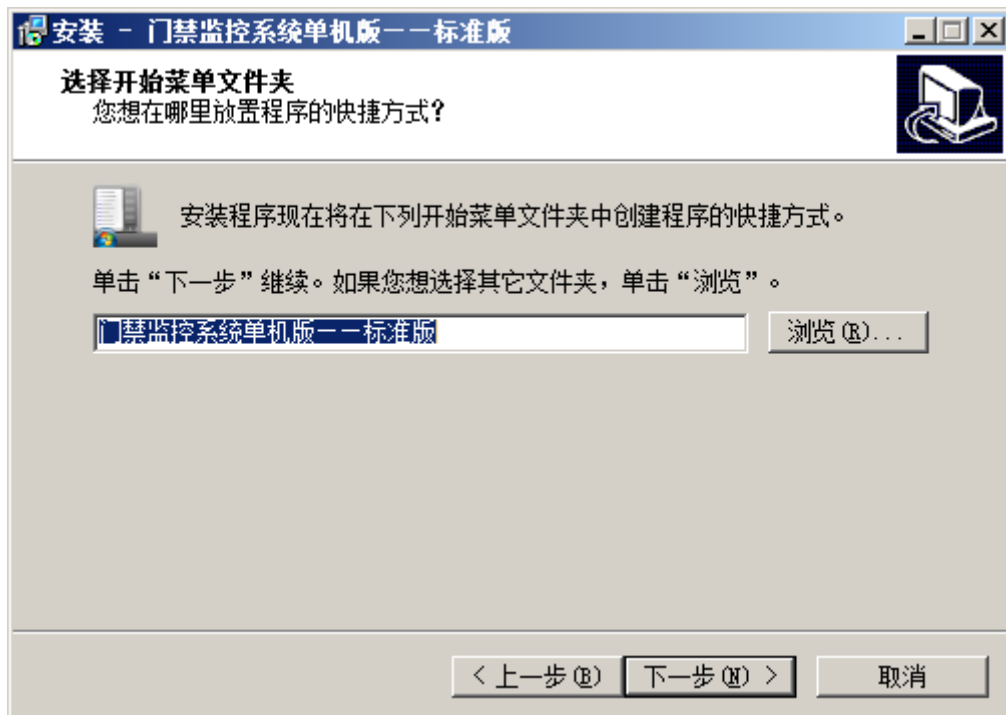 安装 - 门禁监控系统单机版——标准版
选择开始菜单文件夹
您想在哪里放置程序的快捷方式?
安装程序现在将在下列开始菜单文件夹中创建程序的快捷方式。
单击“下一步”继续。如果您想选择其它文件夹，单击“浏览”。
门禁监控系统单机版——标准版
浏览(R)...
< 上一步(B)
下一步(N) >
取消